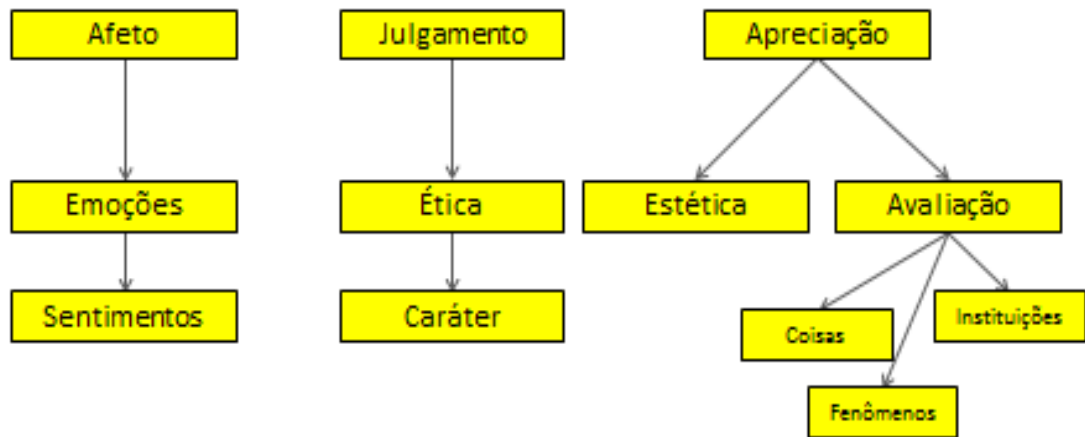 Afeto
Julgamento
Apreciação
Emoções
Ética
Estética
Avaliação
Sentimentos
Caráter
Coisas
Instituições
Fenômenos